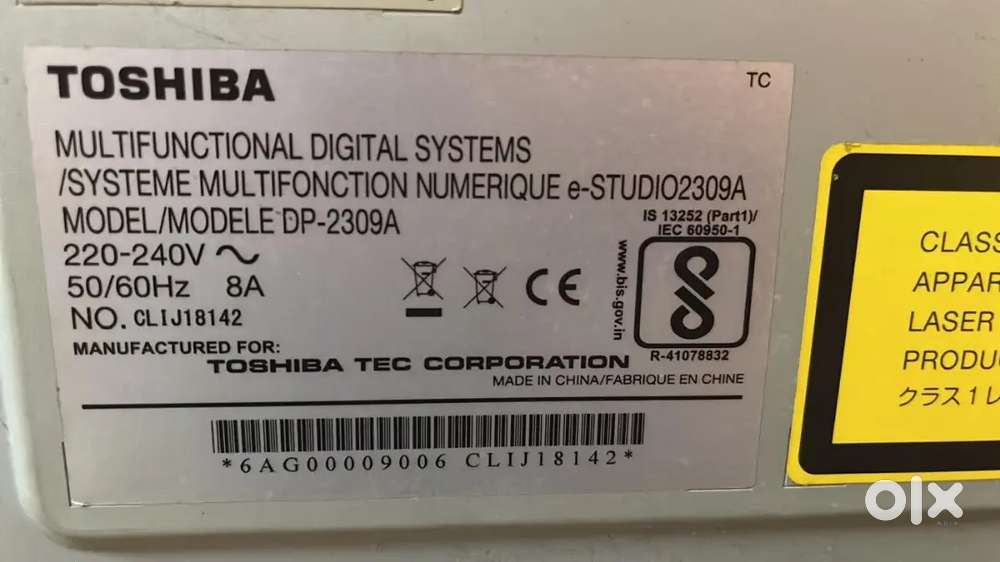 TOSHIBA
TC
MULTIFUNCTIONAL DIGITAL SYSTEMS
/SYSTEME MULTIFONCTION NUMERIQUE e-STUDIO2309A
MODEL/MODELE DP-2309A
IS 13252 (Part1)/
IEC 60950-1
220-240V
50/60Hz 8A
CE
www.bis.gov.in
NO. CLIJ18142
R-41078832
MANUFACTURED FOR:
TOSHIBA TEC CORPORATION
MADE IN CHINA/FABRIQUE EN CHINE
*6AG00009006 CLIJ18142*
CLASS
APPAR
LASER
PRODU
クラス1レ
olx